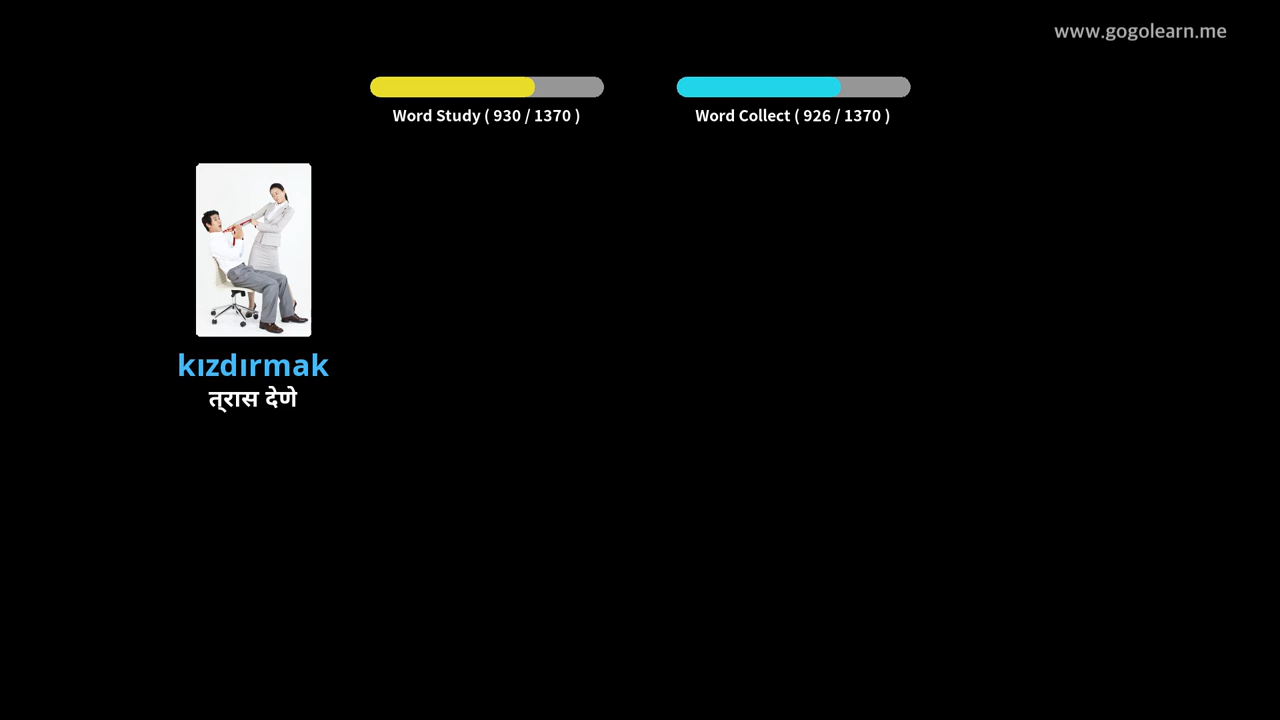 www.gogolearn.me
Word Study ( 930 / 1370 )
Word Collect ( 926 / 1370 )
kızdırmak
त्रास देणे